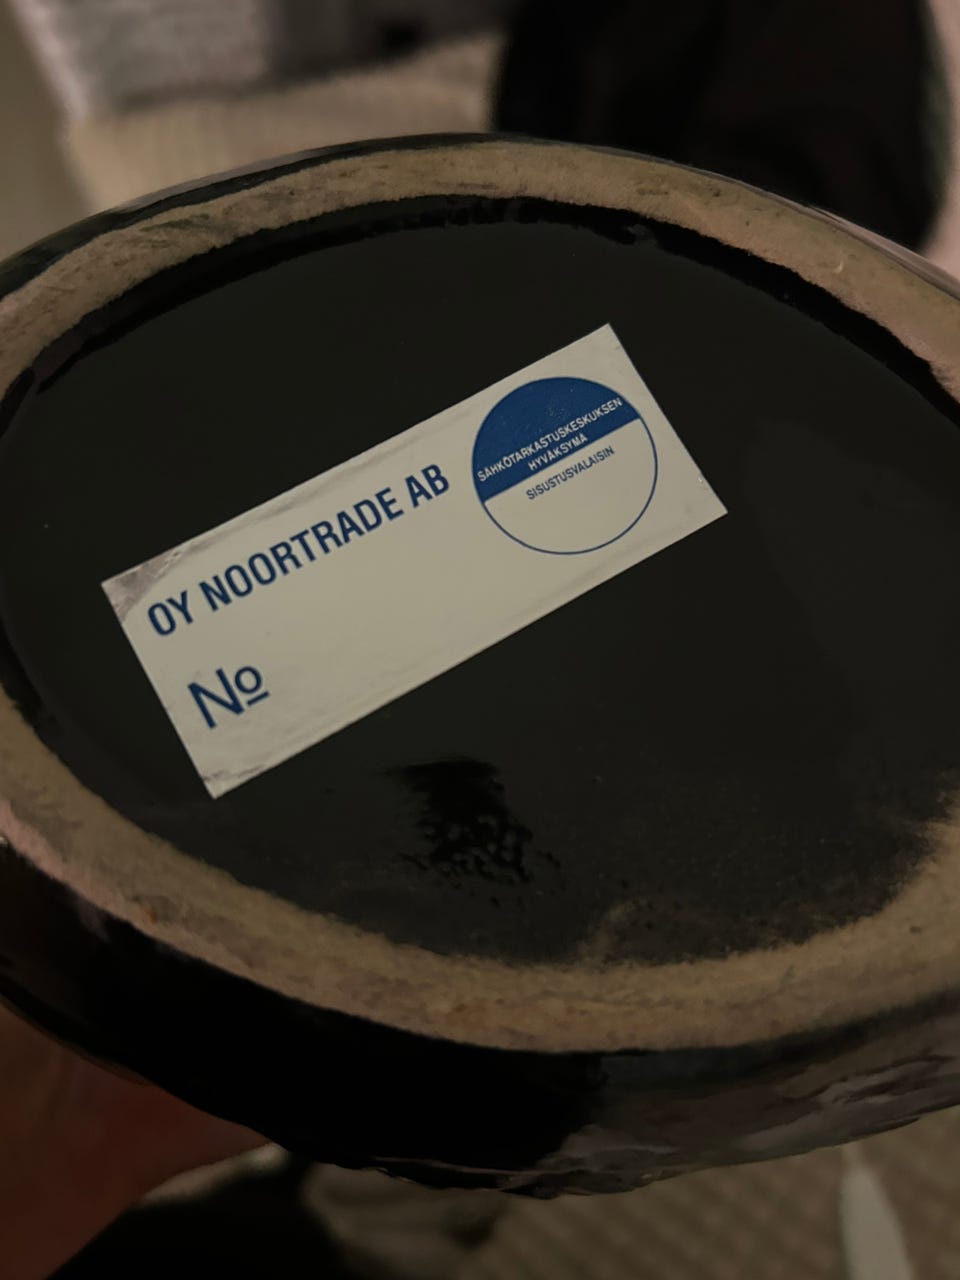 OY NOORTRADE AB
No
SÄHKÖTARKASTUSKESKUKSEN
HYVÄKSYMÄ
SISUSTUSVALAISIN